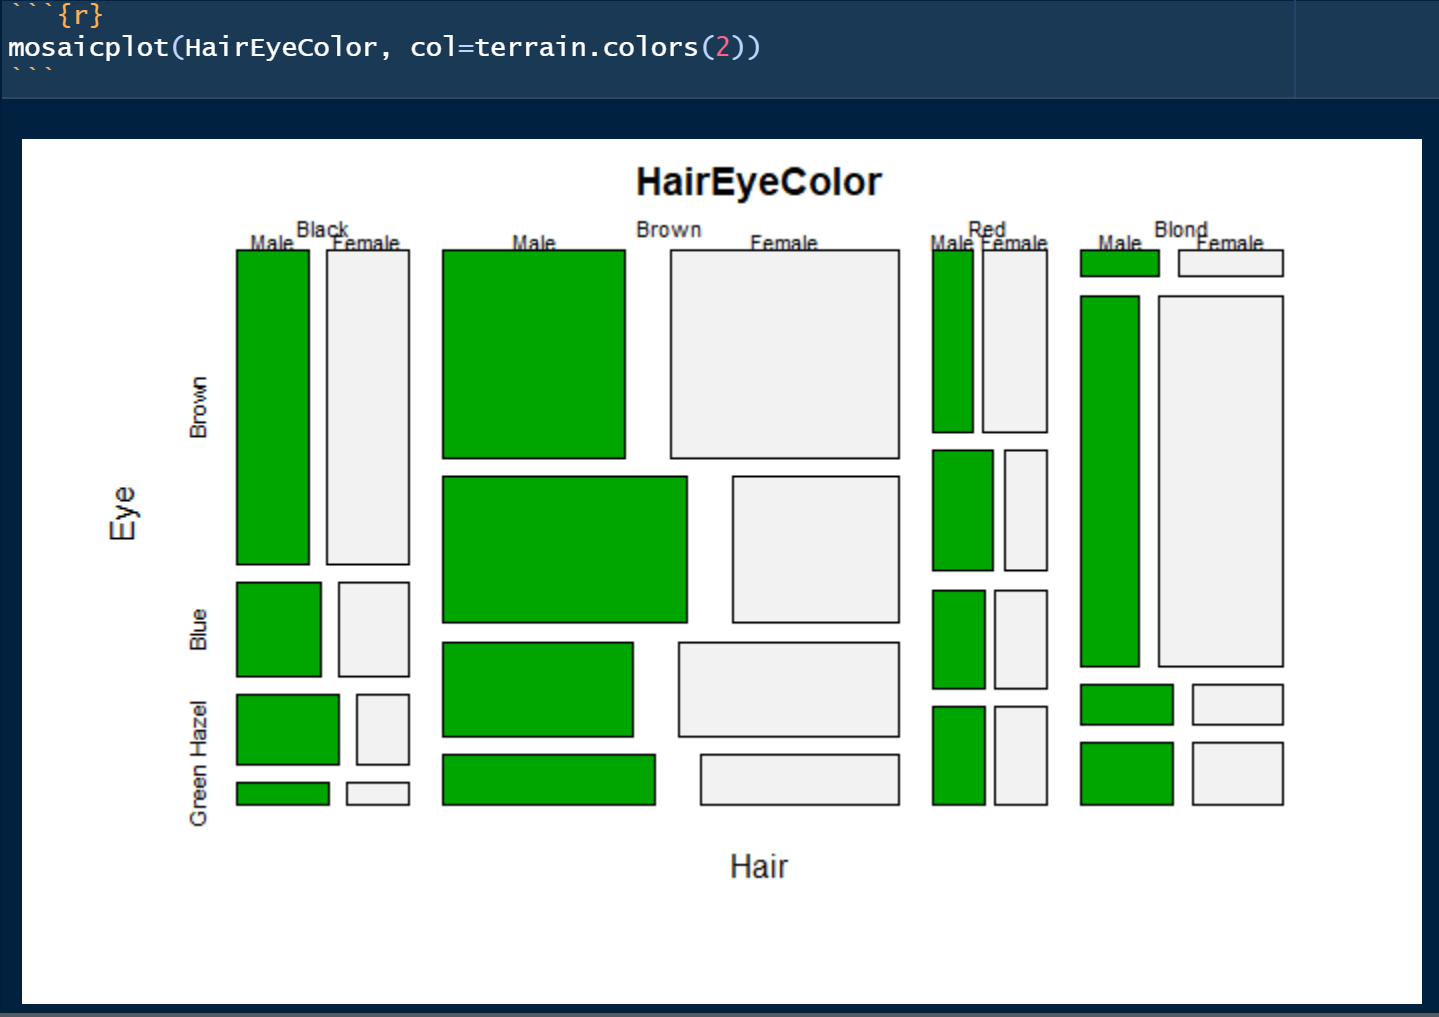 ```{r}
mosaicplot(HairEyeColor, col=terrain.colors(2))
```
HairEyeColor
Black Brown Red Blond
Male Female Male Female Male Female Male Female
Brown
Blue
Hazel
Green
Eye
Hair